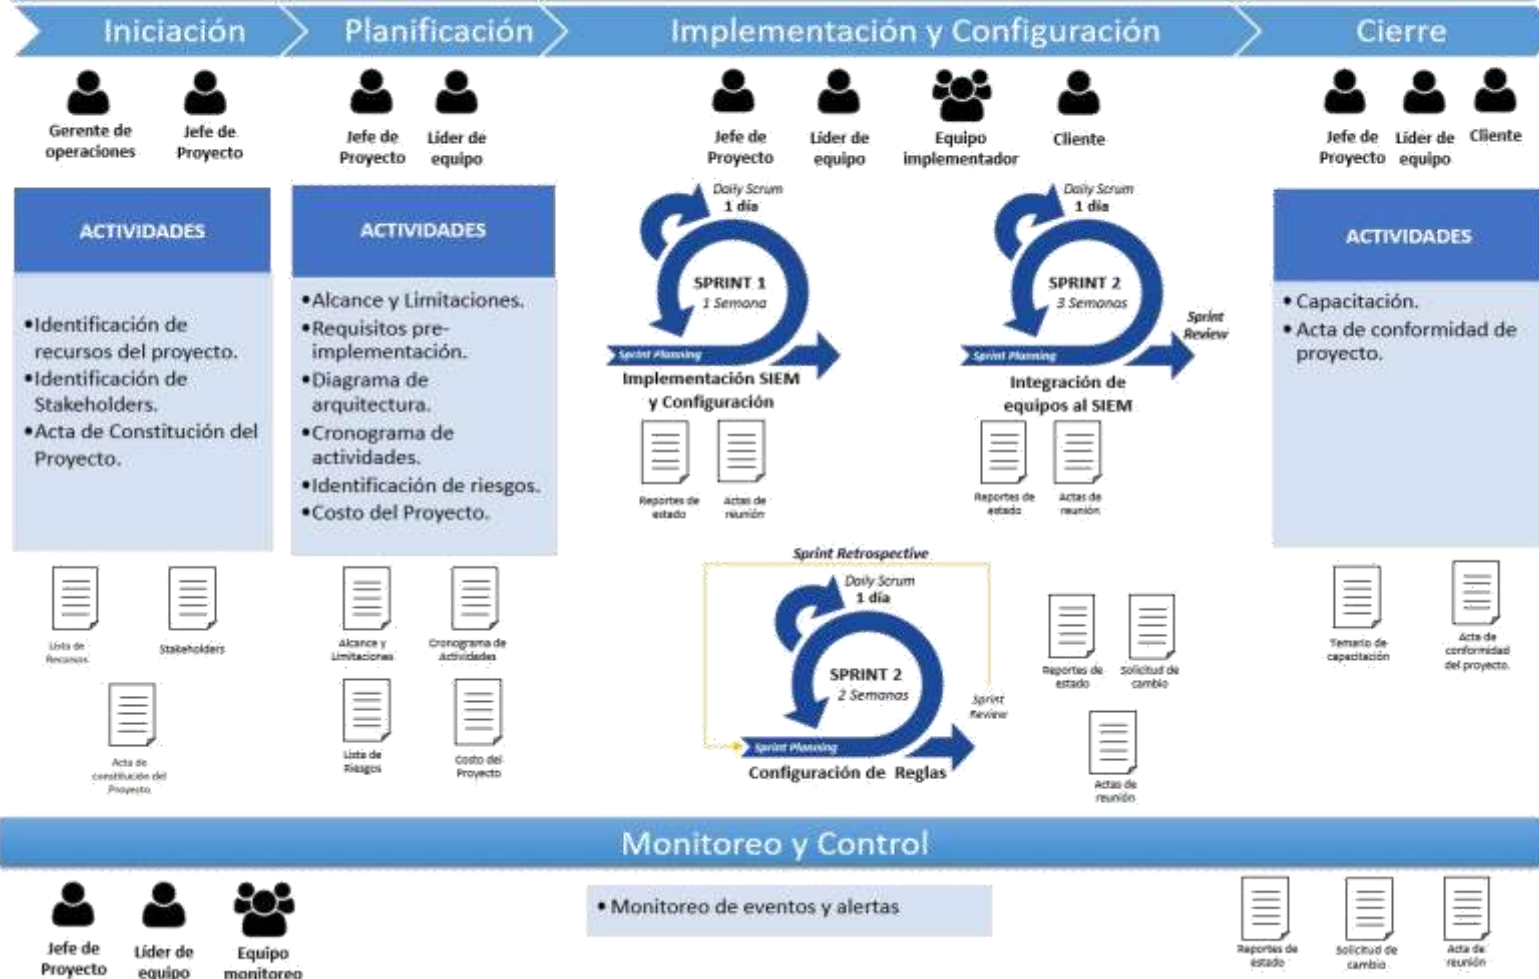 Iniciación
Planificación
Implementación y Configuración
Cierre
Gerente de
operaciones
Jefe de
Proyecto
Jefe de
Proyecto
Líder de
equipo
Jefe de
Proyecto
Líder de
equipo
Equipo
implementador
Cliente
Jefe de
Proyecto
Líder de
equipo
Cliente
ACTIVIDADES
•Identificación de
recursos del proyecto.
•Identificación de
Stakeholders.
•Acta de Constitución del
Proyecto.
Lista de
Recursos
Stakeholders
Acta de
constitución del
Proyecto
ACTIVIDADES
•Alcance y Limitaciones.
•Requisitos pre-
implementación.
•Diagrama de
arquitectura.
•Cronograma de
actividades.
•Identificación de riesgos.
•Costo del Proyecto.
Alcance y
Limitaciones
Cronograma de
Actividades
Lista de
Riesgos
Costo del
Proyecto
Daily Scrum
1 día
SPRINT 1
1 Semana
Sprint Planning
Implementación SIEM
y Configuración
Reportes de
estado
Actas de
reunión
Daily Scrum
1 día
SPRINT 2
3 Semanas
Sprint
Review
Sprint Planning
Integración de
equipos al SIEM
Reportes de
estado
Actas de
reunión
Sprint Retrospective
Daily Scrum
1 día
SPRINT 2
2 Semanas
Sprint
Review
Sprint Planning
Configuración de Reglas
Reportes de
estado
Solicitud de
cambio
Actas de
reunión
ACTIVIDADES
• Capacitación.
• Acta de conformidad de
proyecto.
Temario de
capacitación
Acta de
conformidad
del proyecto.
Monitoreo y Control
Jefe de
Proyecto
Líder de
equipo
Equipo
monitoreo
• Monitoreo de eventos y alertas
Reportes de
estado
Solicitud de
cambio
Acta de
reunión